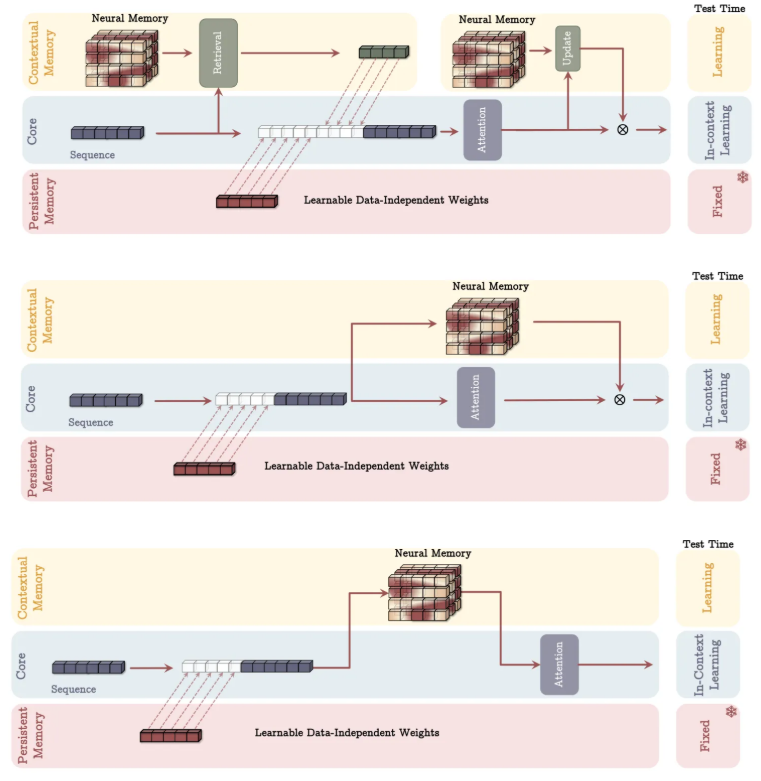 Neural Memory
Neural Memory
Test Time
Contextual
Memory
Retrieval
Update
Learning
Core
Sequence
Attention
In-context
Learning
Persistent
Memory
Learnable Data-Independent Weights
Fixed
Test Time
Neural Memory
Contextual
Memory
Learning
Core
Sequence
Attention
In-context
Learning
Persistent
Memory
Learnable Data-Independent Weights
Fixed
Test Time
Neural Memory
Contextual
Memory
Learning
Core
Sequence
Attention
In-Context
Learning
Persistent
Memory
Learnable Data-Independent Weights
Fixed